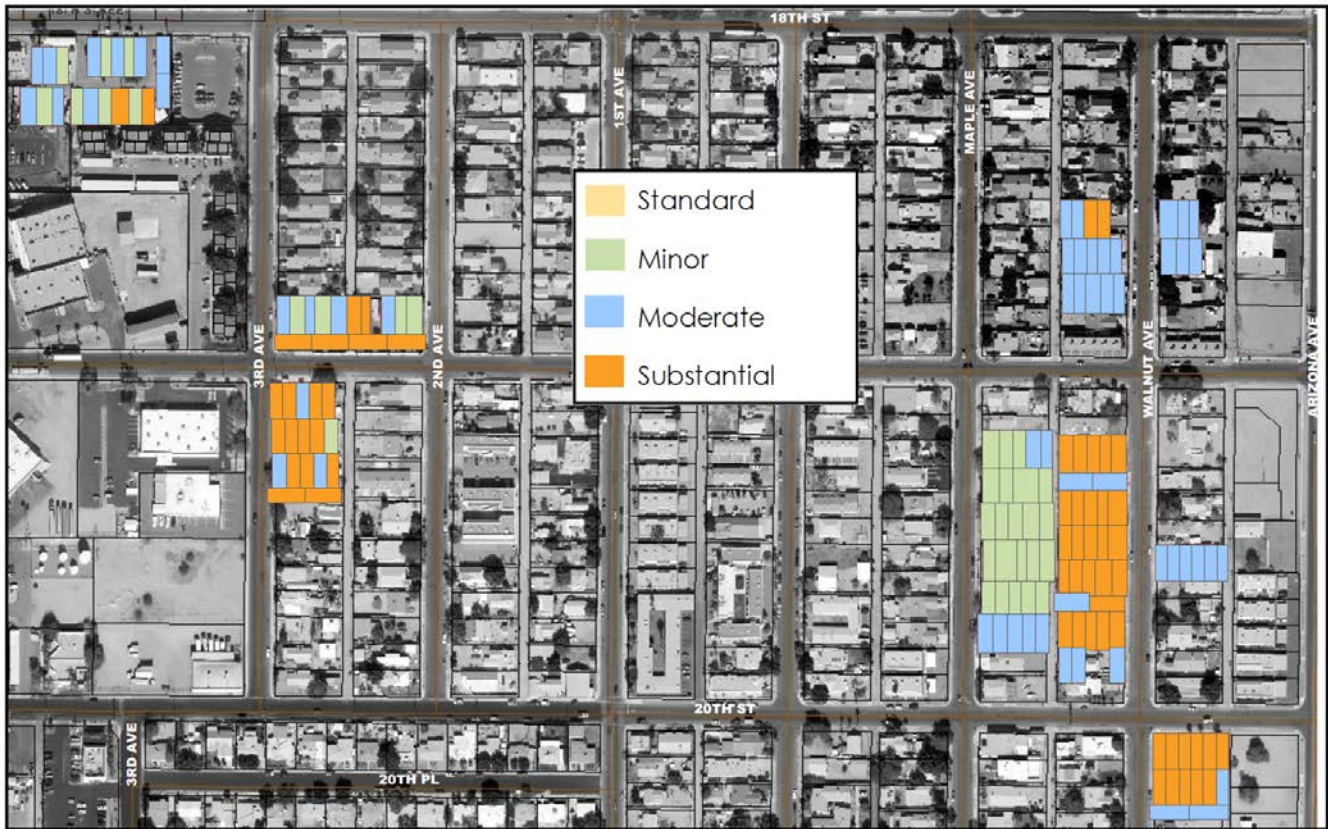 18TH ST
1ST AVE
MAPLE AVE
Standard
Minor
Moderate
Substantial
3RD AVE
2ND AVE
WALNUT AVE
ARIZONA AVE
20TH ST
3RD AVE
20TH PL